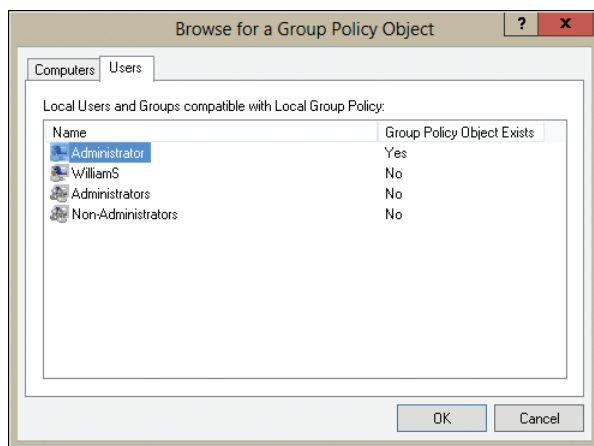 Browse for a Group Policy Object ? x
Computers Users
Local Users and Groups compatible with Local Group Policy:
Name Group Policy Object Exists
Administrator Yes
WilliamS No
Administrators No
Non-Administrators No
OK Cancel